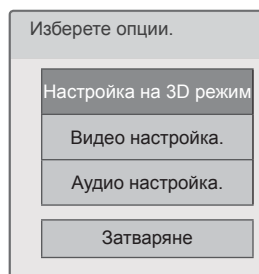 Изберете опции.
Настройка на 3D режим
Видео настройка.
Аудио настройка.
Затваряне